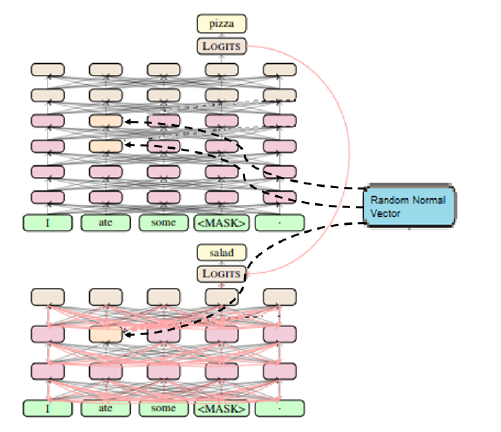 pizza
LOGITS
Random Normal
Vector
I ate some <MASK> .
salad
LOGITS
I ate some <MASK> .